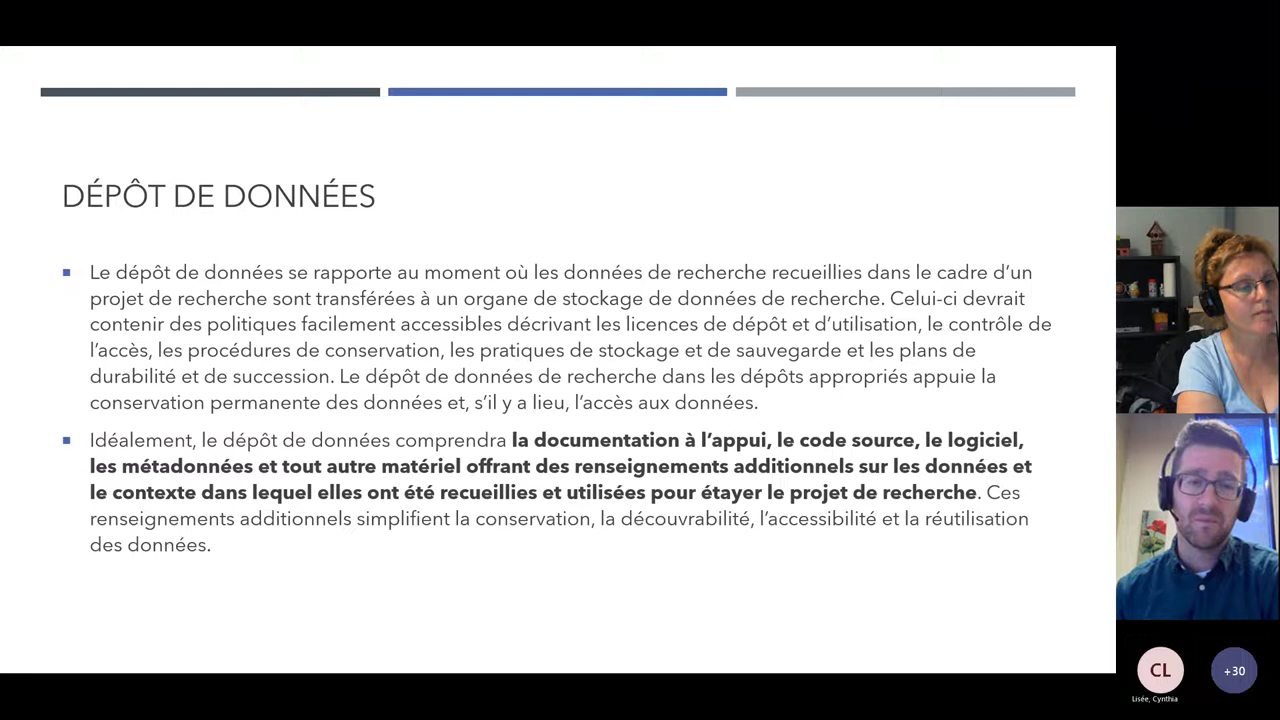 DÉPÔT DE DONNÉES
Le dépôt de données se rapporte au moment où les données de recherche recueillies dans le cadre d’un
projet de recherche sont transférées à un organe de stockage de données de recherche. Celui-ci devrait
contenir des politiques facilement accessibles décrivant les licences de dépôt et d’utilisation, le contrôle de
l’accès, les procédures de conservation, les pratiques de stockage et de sauvegarde et les plans de
durabilité et de succession. Le dépôt de données de recherche dans les dépôts appropriés appuie la
conservation permanente des données et, s’il y a lieu, l’accès aux données.
Idéalement, le dépôt de données comprendra la documentation à l’appui, le code source, le logiciel,
les métadonnées et tout autre matériel offrant des renseignements additionnels sur les données et
le contexte dans lequel elles ont été recueillies et utilisées pour étayer le projet de recherche. Ces
renseignements additionnels simplifient la conservation, la découvrabilité, l’accessibilité et la réutilisation
des données.
CL
+30
Lisée, Cynthia